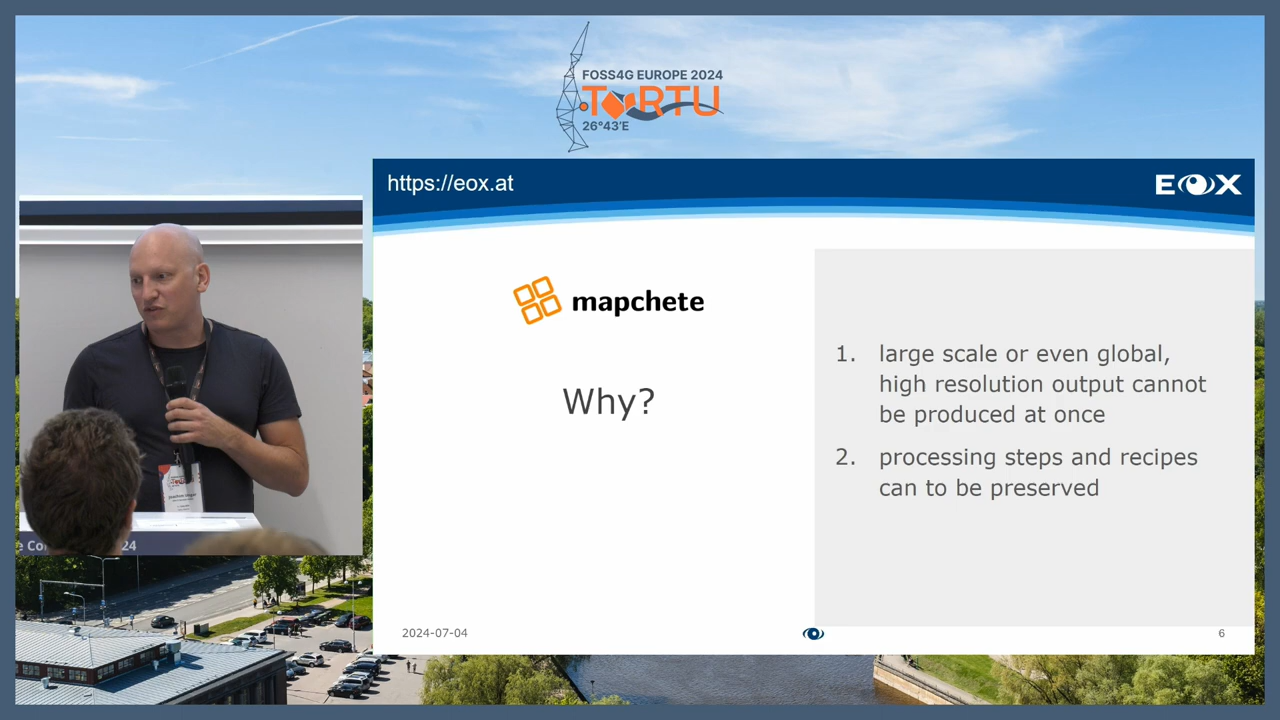 FOSS4G EUROPE 2024
TARTU
26°43'E
https://eox.at
EOX
mapchete
Why?
1. large scale or even global,
high resolution output cannot
be produced at once
2. processing steps and recipes
can to be preserved
2024-07-04
6
24